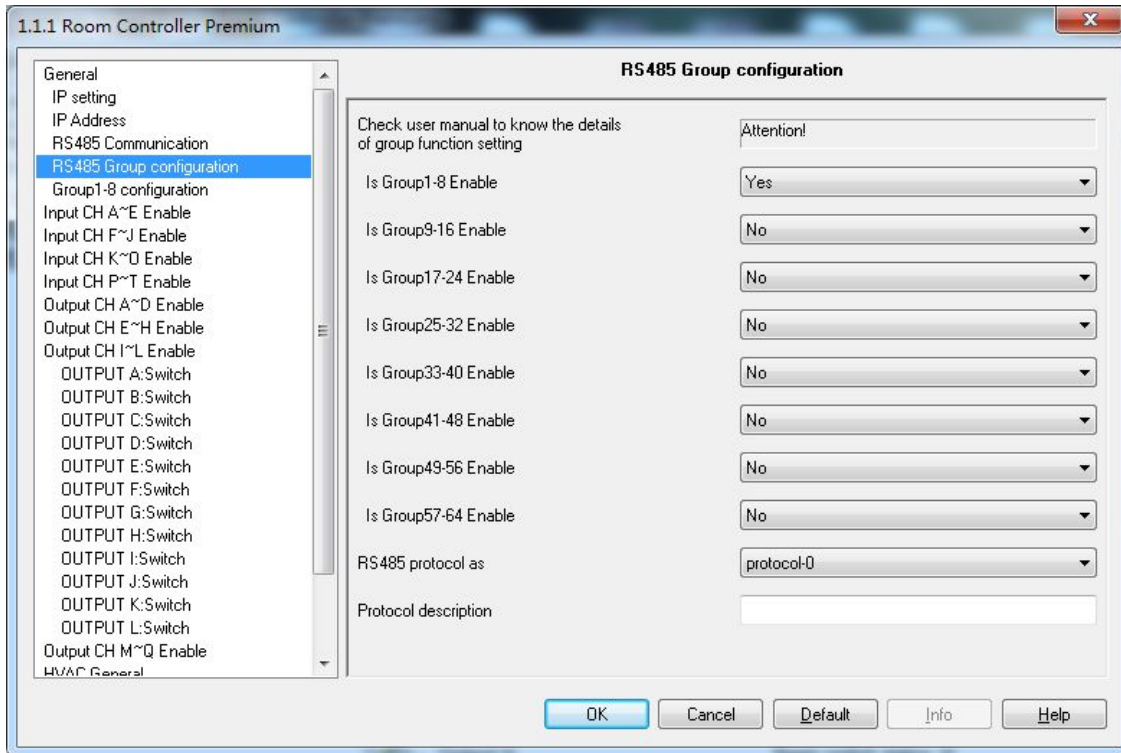 1.1.1 Room Controller Premium
General
IP setting
IP Address
RS485 Communication
RS485 Group configuration
Group1-8 configuration
Input CH A~E Enable
Input CH F~J Enable
Input CH K~O Enable
Input CH P~T Enable
Output CH A~D Enable
Output CH E~H Enable
Output CH I~L Enable
OUTPUT A:Switch
OUTPUT B:Switch
OUTPUT C:Switch
OUTPUT D:Switch
OUTPUT E:Switch
OUTPUT F:Switch
OUTPUT G:Switch
OUTPUT H:Switch
OUTPUT I:Switch
OUTPUT J:Switch
OUTPUT K:Switch
OUTPUT L:Switch
Output CH M~Q Enable
HVAC General
RS485 Group configuration
Check user manual to know the details
of group function setting
Attention!
Is Group1-8 Enable Yes
Is Group9-16 Enable No
Is Group17-24 Enable No
Is Group25-32 Enable No
Is Group33-40 Enable No
Is Group41-48 Enable No
Is Group49-56 Enable No
Is Group57-64 Enable No
RS485 protocol as protocol-0
Protocol description
OK Cancel Default Info Help